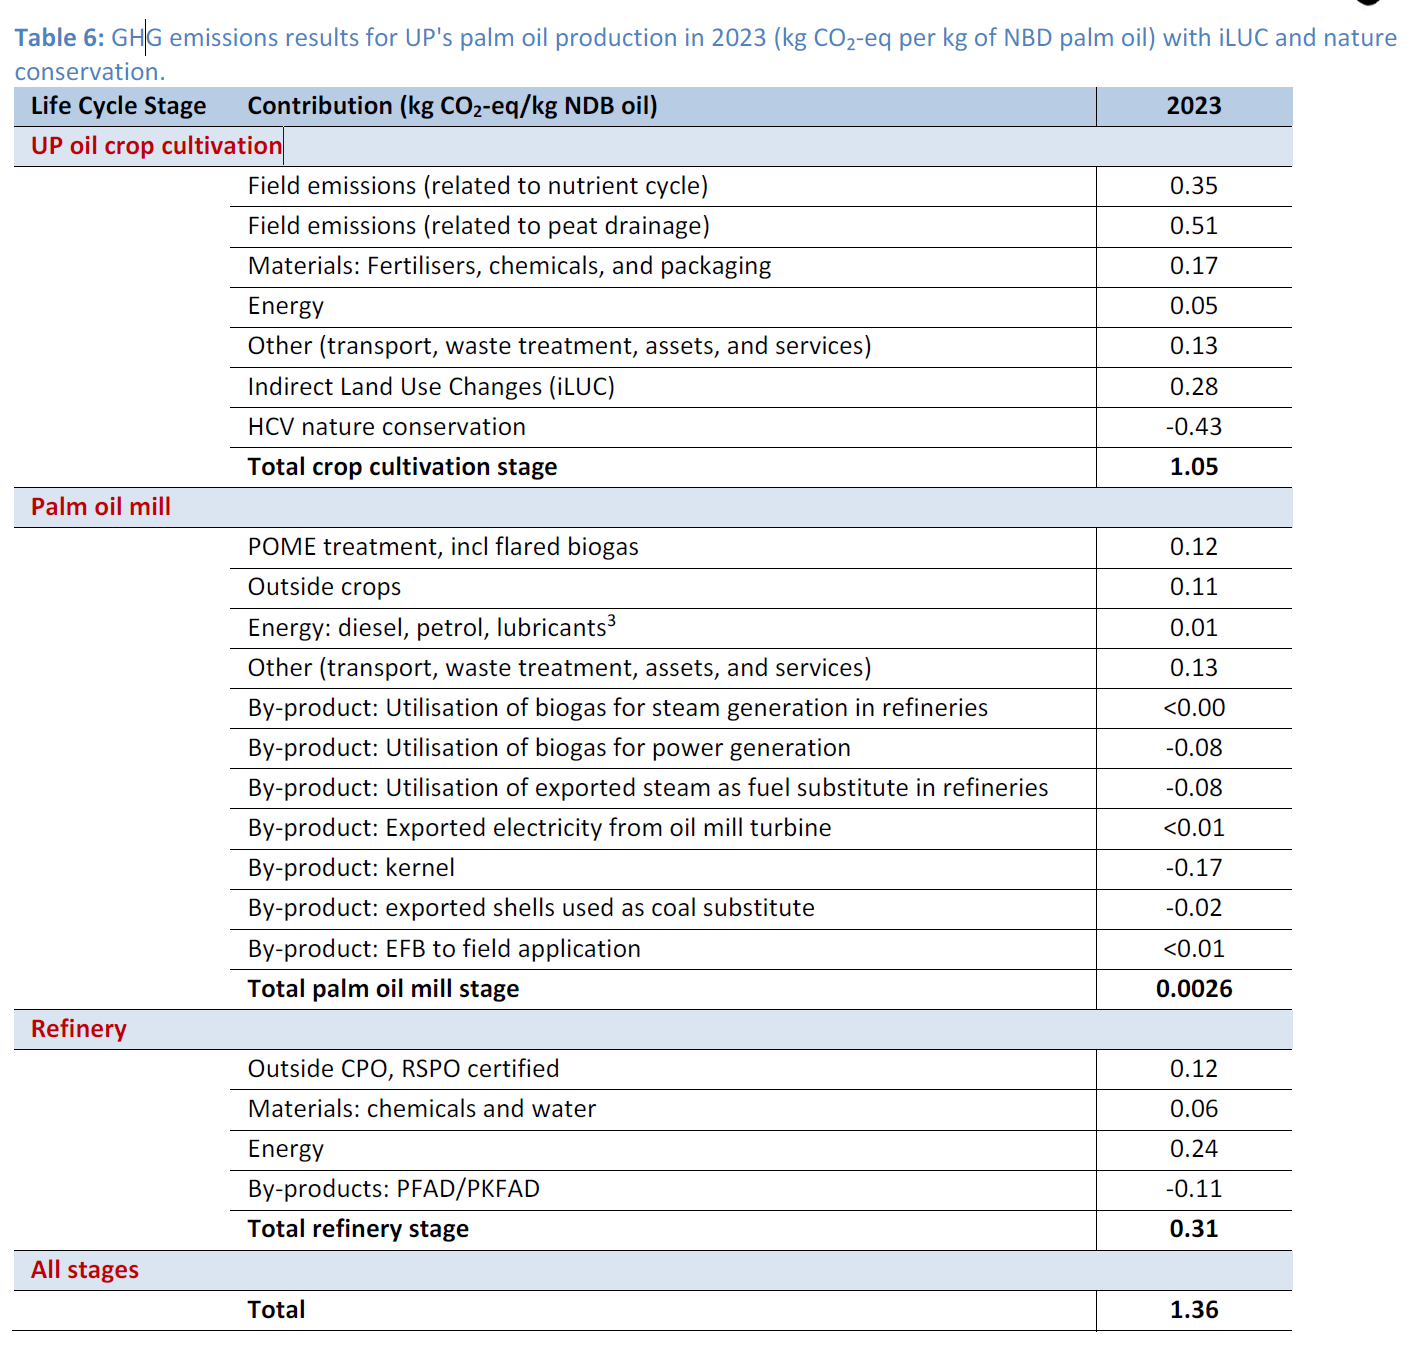 Table 6: GHG emissions results for UP's palm oil production in 2023 (kg CO₂-eq per kg of NBD palm oil) with iLUC and nature
conservation.
Life Cycle Stage Contribution (kg CO₂-eq/kg NDB oil) 2023
UP oil crop cultivation
Field emissions (related to nutrient cycle) 0.35
Field emissions (related to peat drainage) 0.51
Materials: Fertilisers, chemicals, and packaging 0.17
Energy 0.05
Other (transport, waste treatment, assets, and services) 0.13
Indirect Land Use Changes (iLUC) 0.28
HCV nature conservation -0.43
Total crop cultivation stage 1.05
Palm oil mill
POME treatment, incl flared biogas 0.12
Outside crops 0.11
Energy: diesel, petrol, lubricants³ 0.01
Other (transport, waste treatment, assets, and services) 0.13
By-product: Utilisation of biogas for steam generation in refineries <0.00
By-product: Utilisation of biogas for power generation -0.08
By-product: Utilisation of exported steam as fuel substitute in refineries -0.08
By-product: Exported electricity from oil mill turbine <0.01
By-product: kernel -0.17
By-product: exported shells used as coal substitute -0.02
By-product: EFB to field application <0.01
Total palm oil mill stage 0.0026
Refinery
Outside CPO, RSPO certified 0.12
Materials: chemicals and water 0.06
Energy 0.24
By-products: PFAD/PKFAD -0.11
Total refinery stage 0.31
All stages
Total 1.36